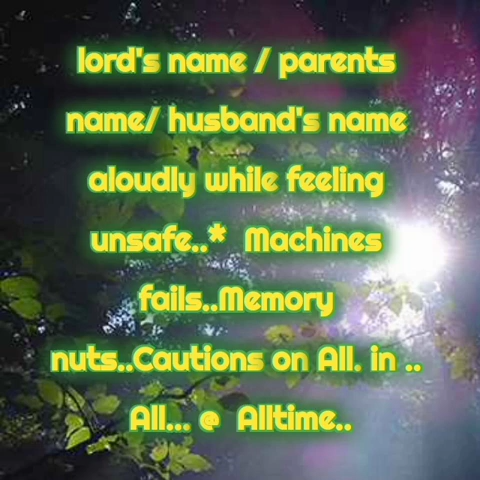 lord's name / parents
name/ husband's name
aloudly while feeling
unsafe..* Machines
fails..Memory
nuts..Cautions on All. in ..
All... @ Alltime..